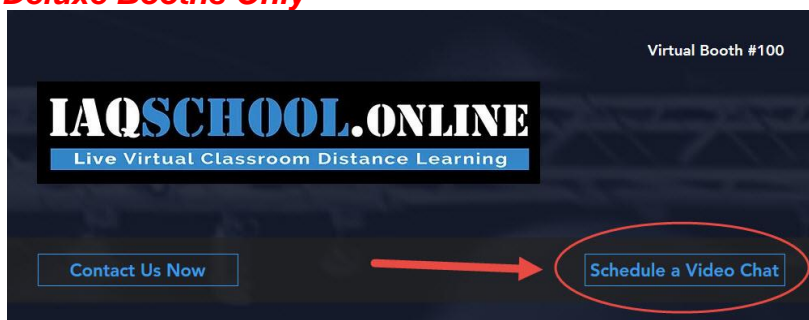 Deluxe Booths Only
Virtual Booth #100
IAQSCHOOL.ONLINE
Live Virtual Classroom Distance Learning
Contact Us Now
Schedule a Video Chat